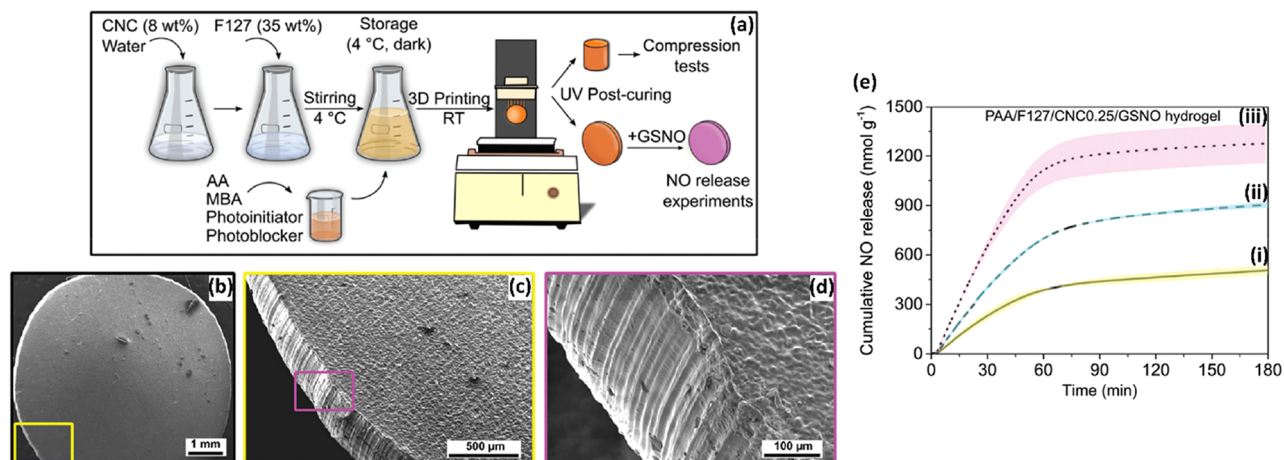 (a)
CNC (8 wt%)
Water
F127 (35 wt%)
Storage
(4 °C, dark)
Stirring
4 °C
3D Printing
RT
UV Post-curing
Compression
tests
+GSNO
NO release
experiments
AA
MBA
Photoinitiator
Photoblocker
(b)
1 mm
(c)
500 µm
(d)
100 µm
(e)
PAA/F127/CNC0.25/GSNO hydrogel
(iii)
(ii)
(i)
Cumulative NO release (nmol g⁻¹)
1500
1200
900
600
300
0
0 30 60 90 120 150 180
Time (min)